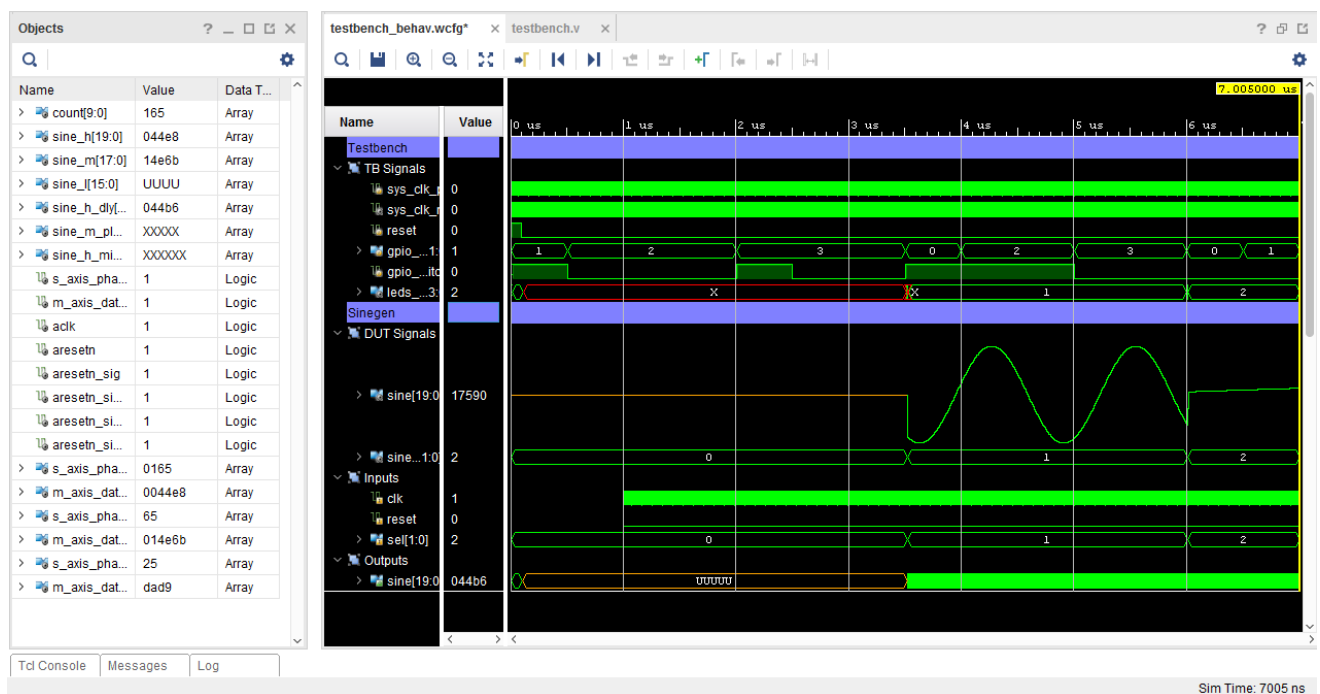 Objects ? _
Name Value Data T...
count[9:0] 165 Array
sine_h[19:0] 044e8 Array
sine_m[17:0] 14e6b Array
sine_l[15:0] UUUU Array
sine_h_dly[... 044b6 Array
sine_m_pl... XXXXX Array
sine_h_mi... XXXXXX Array
s_axis_pha... 1 Logic
m_axis_dat... 1 Logic
aclk 1 Logic
aresetn 1 Logic
aresetn_sig 1 Logic
aresetn_si... 1 Logic
aresetn_si... 1 Logic
aresetn_si... 1 Logic
s_axis_pha... 0165 Array
m_axis_dat... 0044e8 Array
s_axis_pha... 65 Array
m_axis_dat... 014e6b Array
s_axis_pha... 25 Array
m_axis_dat... dad9 Array
Tcl Console Messages Log
testbench_behav.wcfg* × testbench.v × ?
7.005000 us
Name Value 0 us 1 us 2 us 3 us 4 us 5 us 6 us
Testbench
TB Signals
sys_clk_p 0
sys_clk_n 0
reset 0
gpio_...1: 1 1 2 3 0 2 3 0 1
gpio_...itc 0
leds_...3: 2 X X 1 2
Sinegen
DUT Signals
sine[19:0 17590
sine...1:0] 2 0 1 2
Inputs
clk 1
reset 0
sel[1:0] 2 0 1 2
Outputs
sine[19:0 044b6 UUUUU
Sim Time: 7005 ns